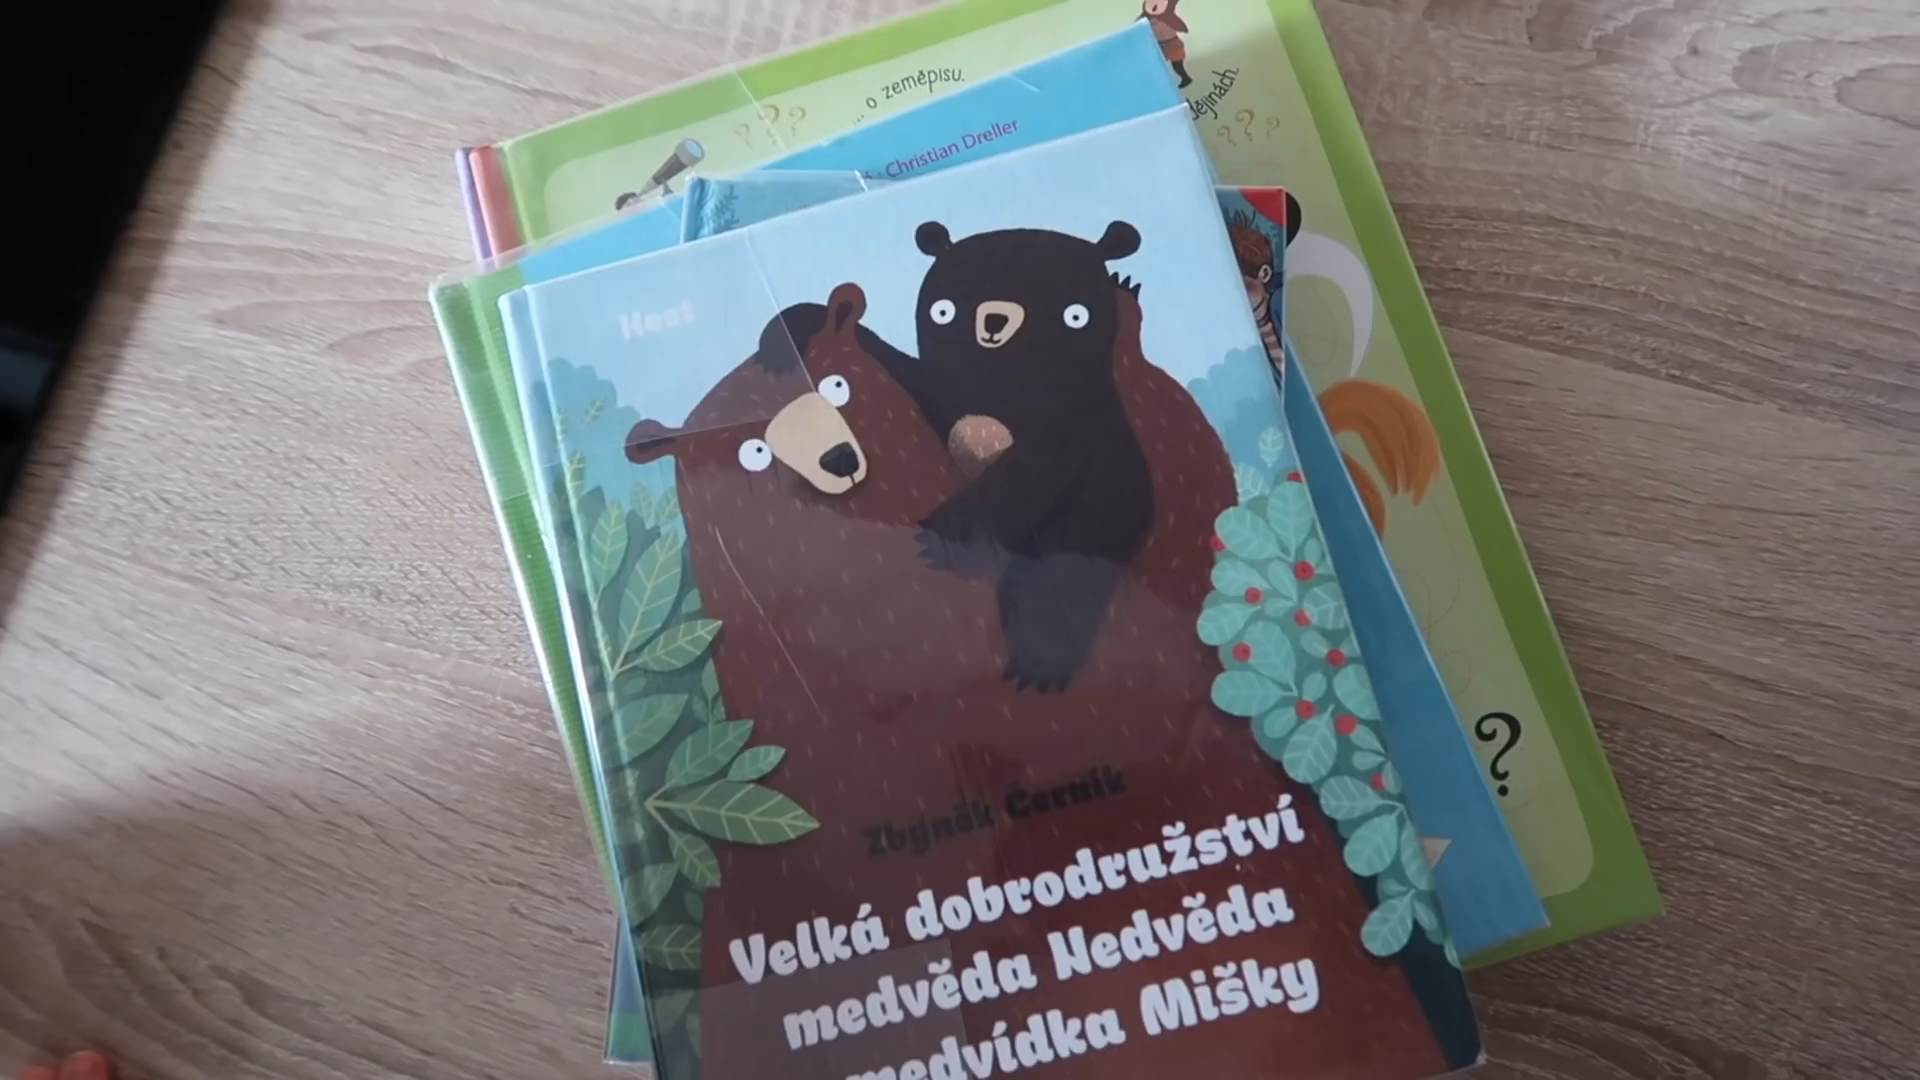 ... o zeměpisu.
dějinách.
Christian Dreller
Host
Zbyněk Černík
Velká dobrodružství
medvěda Nedvěda
medvídka Mišky
? ? ?
? ? ?
?